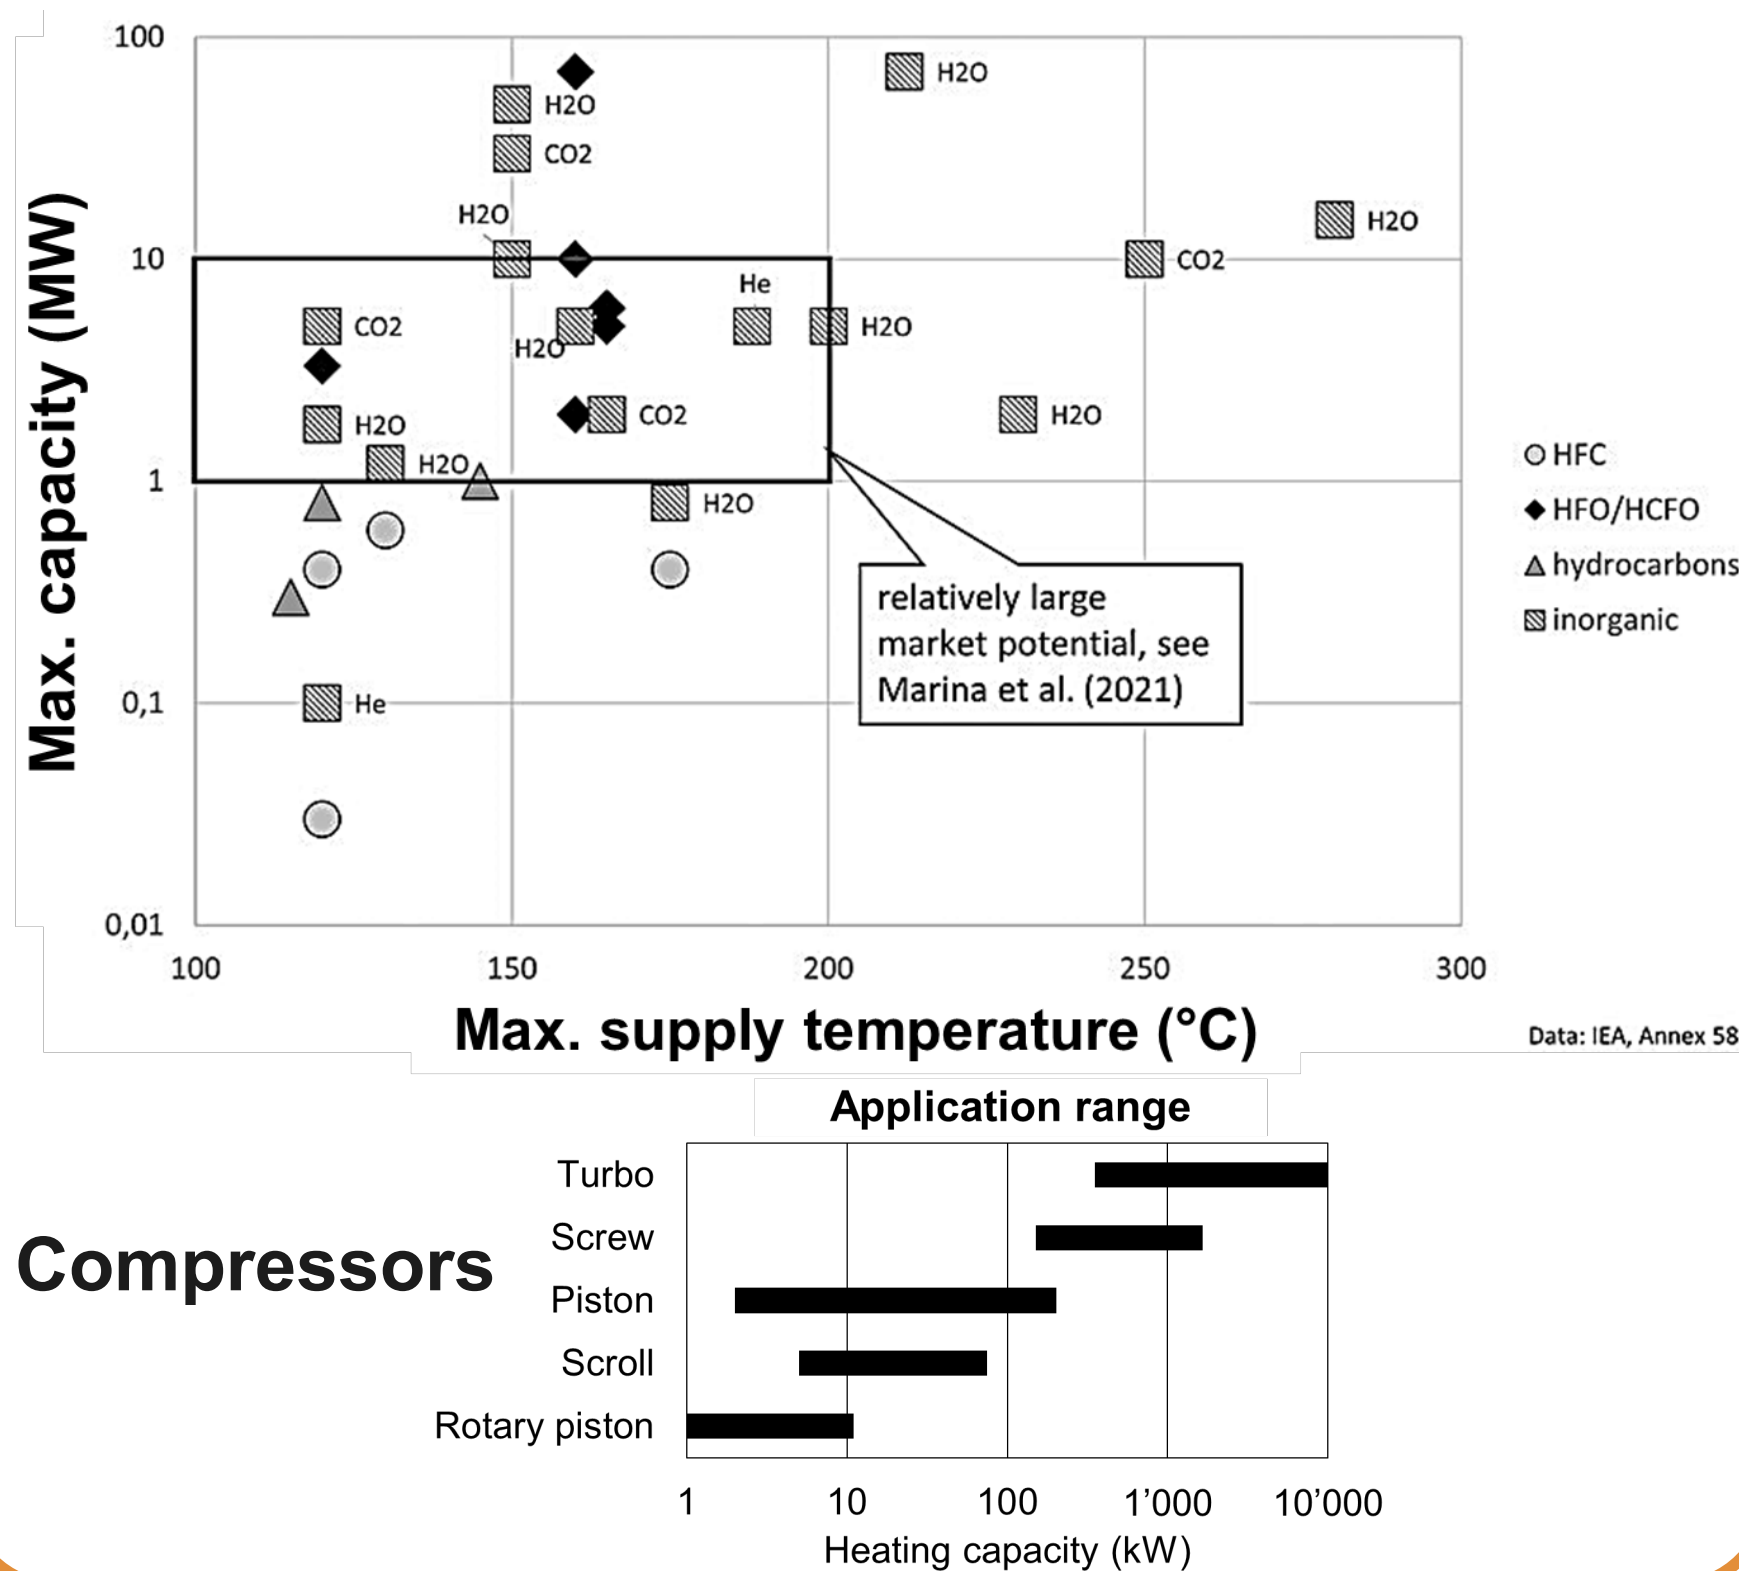 Max. capacity (MW)
100
10
1
0,1
0,01
H2O
H2O
CO2
H2O
H2O
CO2
He
CO2
H2O
H2O
H2O
CO2
H2O
H2O
H2O
H2O
He
relatively large
market potential, see
Marina et al. (2021)
HFC
HFO/HCFO
hydrocarbons
inorganic
100
150
200
250
300
Max. supply temperature (°C)
Data: IEA, Annex 58
Application range
Compressors
Turbo
Screw
Piston
Scroll
Rotary piston
1
10
100
1’000
10’000
Heating capacity (kW)